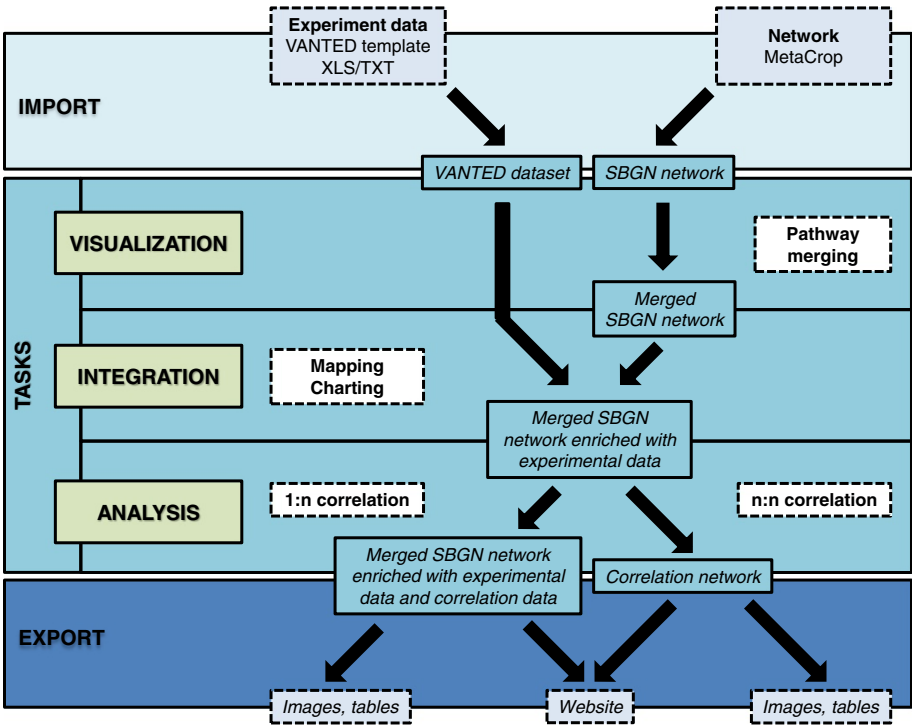 Experiment data
VANTED template
XLS/TXT
Network
MetaCrop
IMPORT
VANTED dataset
SBGN network
TASKS
VISUALIZATION
Pathway
merging
Merged
SBGN network
INTEGRATION
Mapping
Charting
Merged SBGN
network enriched with
experimental data
ANALYSIS
1:n correlation
n:n correlation
Merged SBGN network
enriched with experimental
data and correlation data
Correlation network
EXPORT
Images, tables
Website
Images, tables